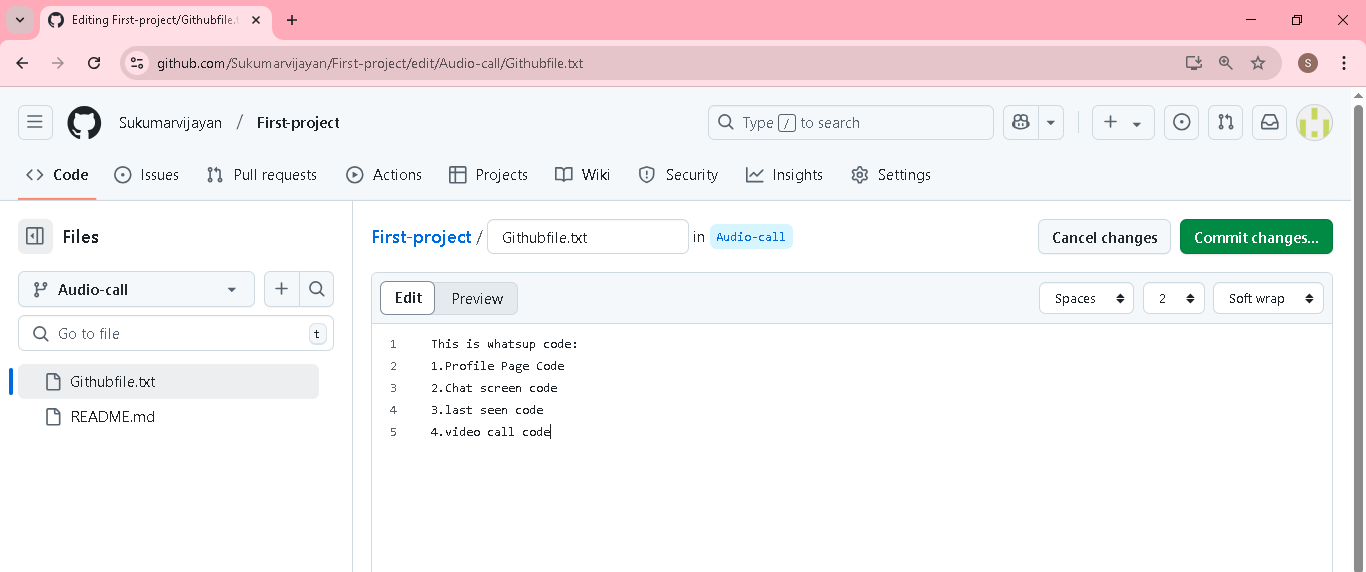 Editing First-project/Githubfile.t
github.com/Sukumarvijayan/First-project/edit/Audio-call/Githubfile.txt
S
Sukumarvijayan / First-project
Type / to search
Code Issues Pull requests Actions Projects Wiki Security Insights Settings
Files
First-project / Githubfile.txt in Audio-call
Cancel changes
Commit changes...
Audio-call
Edit Preview
Spaces 2 Soft wrap
Go to file t
Githubfile.txt
README.md
1 This is whatsup code:
2 1.Profile Page Code
3 2.Chat screen code
4 3.last seen code
5 4.video call code